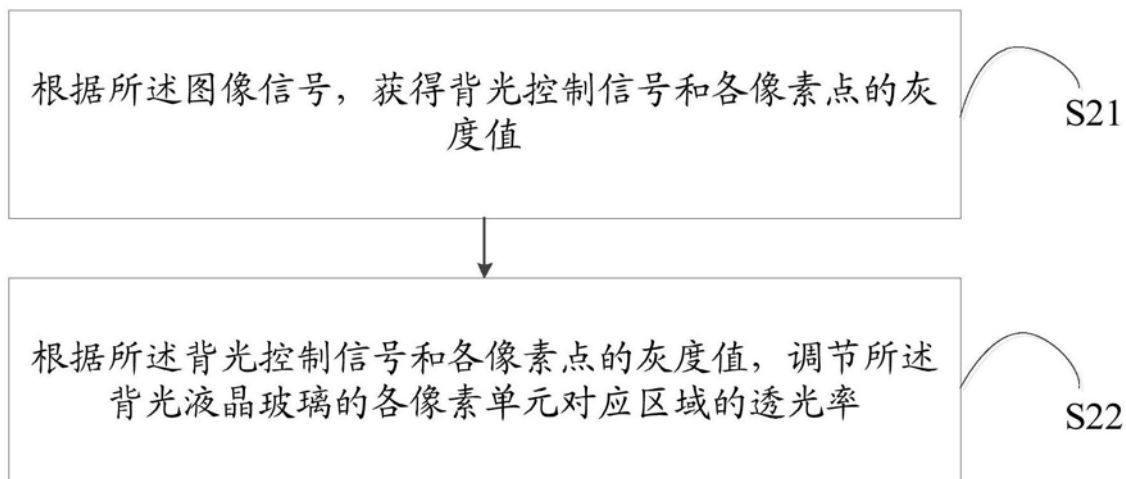 根据所述图像信号，获得背光控制信号和各像素点的灰
度值
S21
根据所述背光控制信号和各像素点的灰度值，调节所述
背光液晶玻璃的各像素单元对应区域的透光率
S22